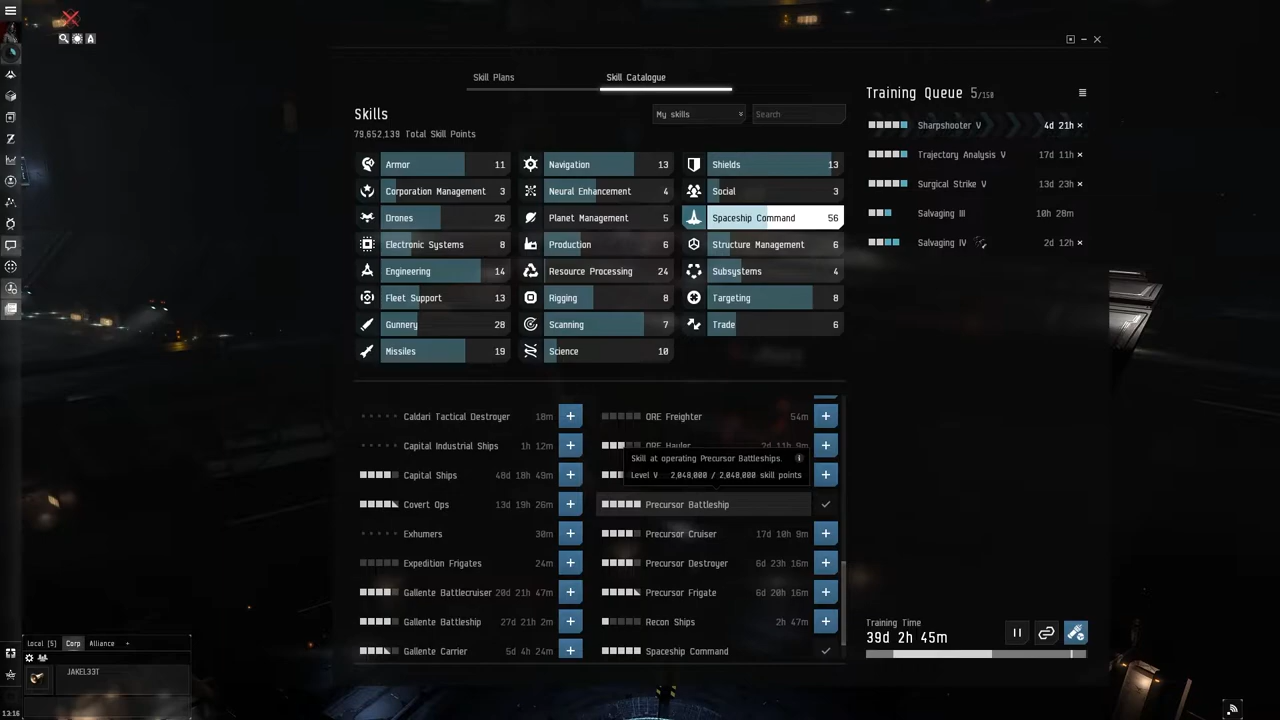 Skill Plans
Skill Catalogue
Skills
My skills
Search
79,652,139 Total Skill Points
Armor 11
Navigation 13
Shields 13
Corporation Management 3
Neural Enhancement 4
Social 3
Drones 26
Planet Management 5
Spaceship Command 56
Electronic Systems 8
Production 6
Structure Management 6
Engineering 14
Resource Processing 24
Subsystems 4
Fleet Support 13
Rigging 8
Targeting 8
Gunnery 28
Scanning 7
Trade 6
Missiles 19
Science 10
Caldari Tactical Destroyer 18m
ORE Freighter 54m
Capital Industrial Ships 1h 12m
ORE Hauler 2d 11h 9m
Skill at operating Precursor Battleships.
Level V 2,048,000 / 2,048,000 skill points
Capital Ships 48d 18h 49m
Covert Ops 13d 19h 26m
Precursor Battleship
Exhumers 30m
Precursor Cruiser 17d 10h 9m
Expedition Frigates 24m
Precursor Destroyer 6d 23h 16m
Gallente Battlecruiser 20d 21h 47m
Precursor Frigate 6d 20h 16m
Gallente Battleship 27d 21h 2m
Recon Ships 2h 47m
Gallente Carrier 5d 4h 24m
Spaceship Command
Training Queue 5/150
Sharpshooter V 4d 21h
Trajectory Analysis V 17d 11h
Surgical Strike V 13d 23h
Salvaging III 10h 28m
Salvaging IV 2d 12h
Training Time
39d 2h 45m
A
Z
Local [5] Corp Alliance
JAKEL33T
13:16